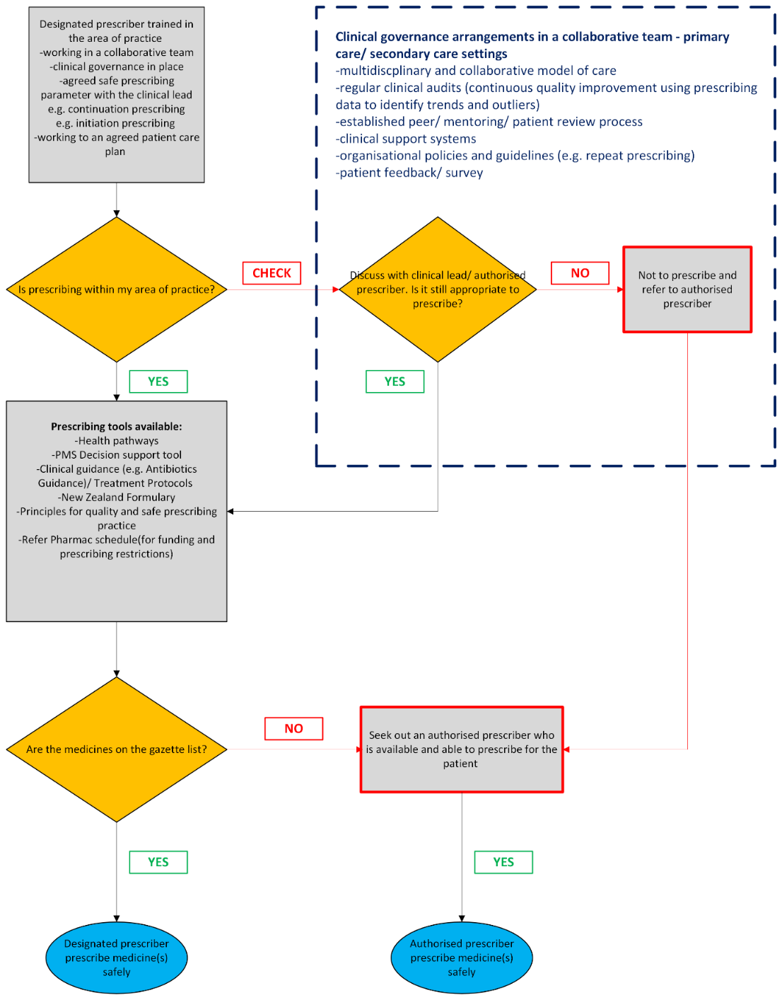 Designated prescriber trained in
the area of practice
-working in a collaborative team
-clinical governance in place
-agreed safe prescribing
parameter with the clinical lead
e.g. continuation prescribing
e.g. initiation prescribing
-working to an agreed patient care
plan
Clinical governance arrangements in a collaborative team - primary
care/ secondary care settings
-multidiscplinary and collaborative model of care
-regular clinical audits (continuous quality improvement using prescribing
data to identify trends and outliers)
-established peer/ mentoring/ patient review process
-clinical support systems
-organisational policies and guidelines (e.g. repeat prescribing)
-patient feedback/ survey
Is prescribing within my area of practice?
CHECK
Discuss with clinical lead/ authorised
prescriber. Is it still appropriate to
prescribe?
NO
Not to prescribe and
refer to authorised
prescriber
YES
YES
Prescribing tools available:
-Health pathways
-PMS Decision support tool
-Clinical guidance (e.g. Antibiotics
Guidance)/ Treatment Protocols
-New Zealand Formulary
-Principles for quality and safe prescribing
practice
-Refer Pharmac schedule(for funding and
prescribing restrictions)
Are the medicines on the gazette list?
NO
Seek out an authorised prescriber who
is available and able to prescribe for the
patient
YES
YES
Designated prescriber
prescribe medicine(s)
safely
Authorised prescriber
prescribe medicine(s)
safely